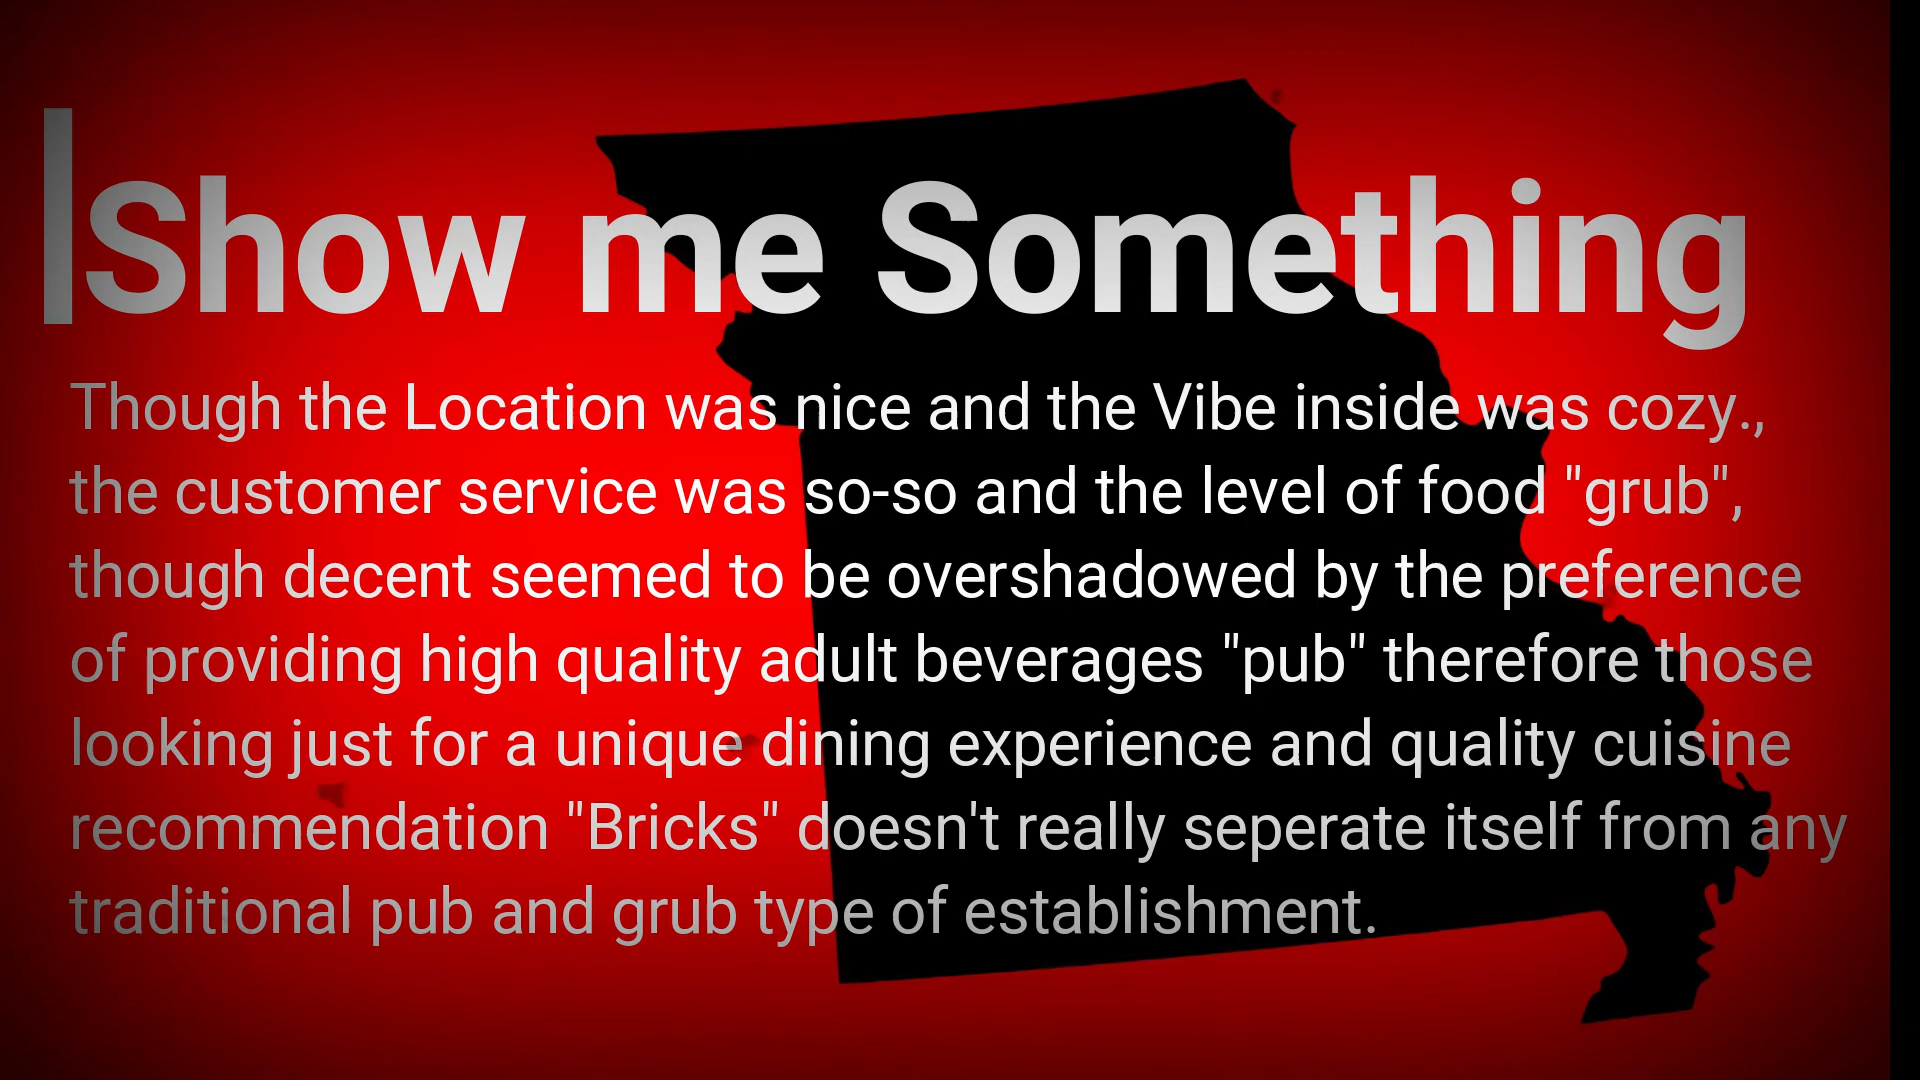 Show me Something
Though the Location was nice and the Vibe inside was cozy.,
the customer service was so-so and the level of food "grub",
though decent seemed to be overshadowed by the preference
of providing high quality adult beverages "pub" therefore those
looking just for a unique dining experience and quality cuisine
recommendation "Bricks" doesn't really seperate itself from any
traditional pub and grub type of establishment.